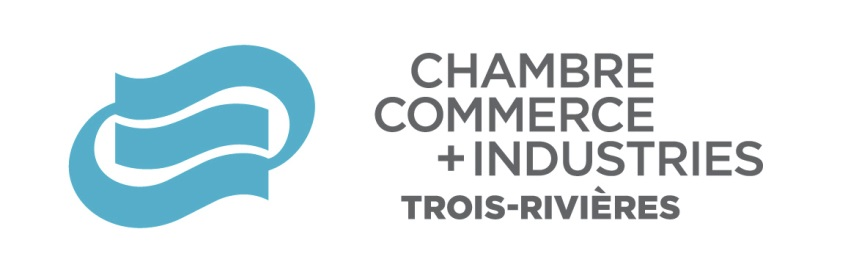 CHAMBRE
COMMERCE
+INDUSTRIES
TROIS-RIVIÈRES